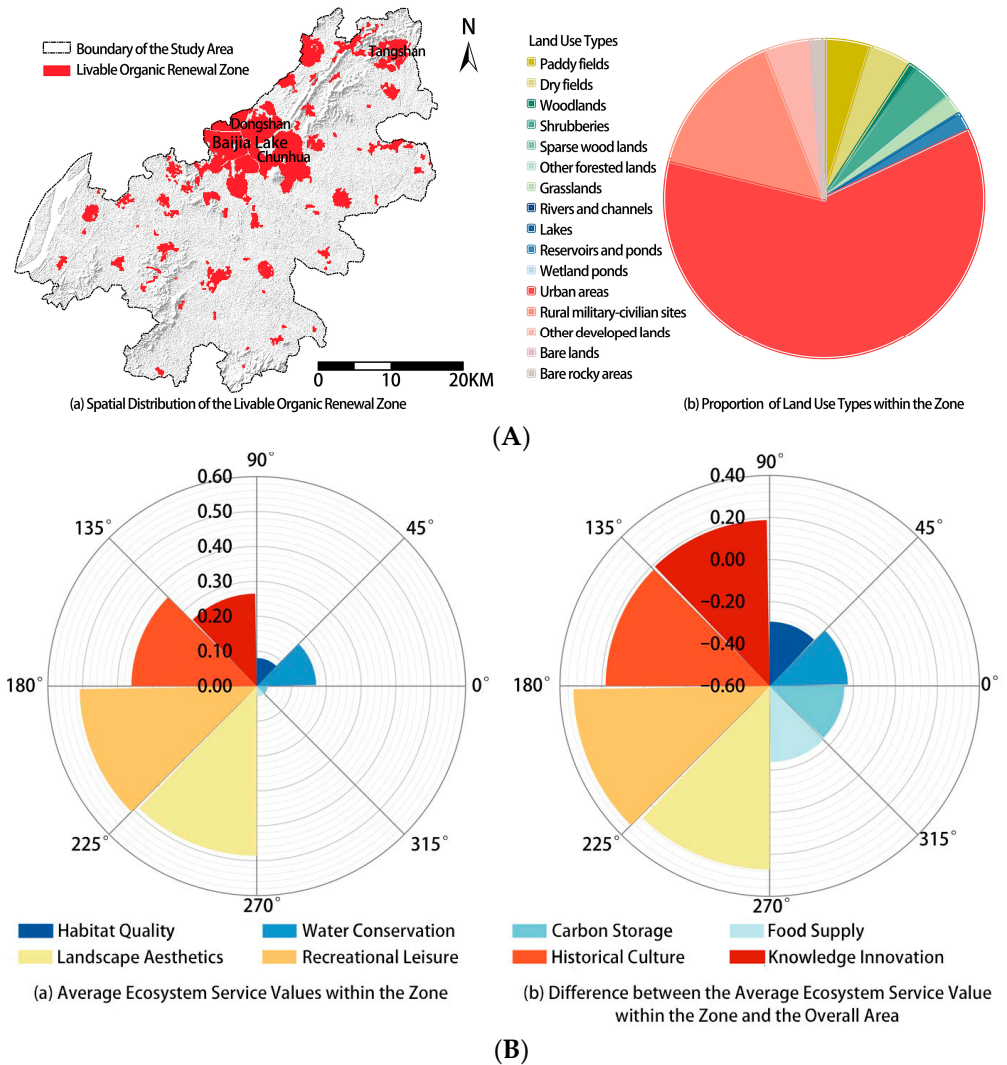 Boundary of the Study Area
Livable Organic Renewal Zone
N
Tangshan
Dongshan
Baijia Lake
Chunhua
0 10 20KM
(a) Spatial Distribution of the Livable Organic Renewal Zone
Land Use Types
Paddy fields
Dry fields
Woodlands
Shrubberies
Sparse wood lands
Other forested lands
Grasslands
Rivers and channels
Lakes
Reservoirs and ponds
Wetland ponds
Urban areas
Rural military-civilian sites
Other developed lands
Bare lands
Bare rocky areas
(b) Proportion of Land Use Types within the Zone
(A)
90°
0.60
0.50
0.40
0.30
0.20
0.10
0.00
135°
45°
180°
0°
225°
315°
270°
90°
0.40
0.20
0.00
−0.20
−0.40
−0.60
135°
45°
180°
0°
225°
315°
270°
Habitat Quality
Water Conservation
Carbon Storage
Food Supply
Landscape Aesthetics
Recreational Leisure
Historical Culture
Knowledge Innovation
(a) Average Ecosystem Service Values within the Zone
(b) Difference between the Average Ecosystem Service Value
within the Zone and the Overall Area
(B)